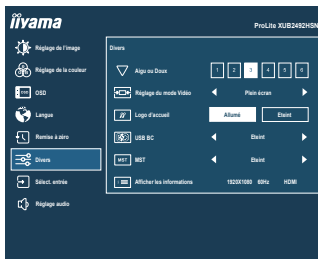 iiyama
ProLite XUB2492HSN
Réglage de l'image
Réglage de la couleur
OSD
Langue
Remise à zéro
Divers
Sélect. entrée
Réglage audio
Divers
Aigu ou Doux 1 2 3 4 5 6
Réglage du mode Vidéo Plein écran
Logo d'accueil Allumé Eteint
USB BC Eteint
MST MST Eteint
Afficher les informations 1920X1080 60Hz HDMI